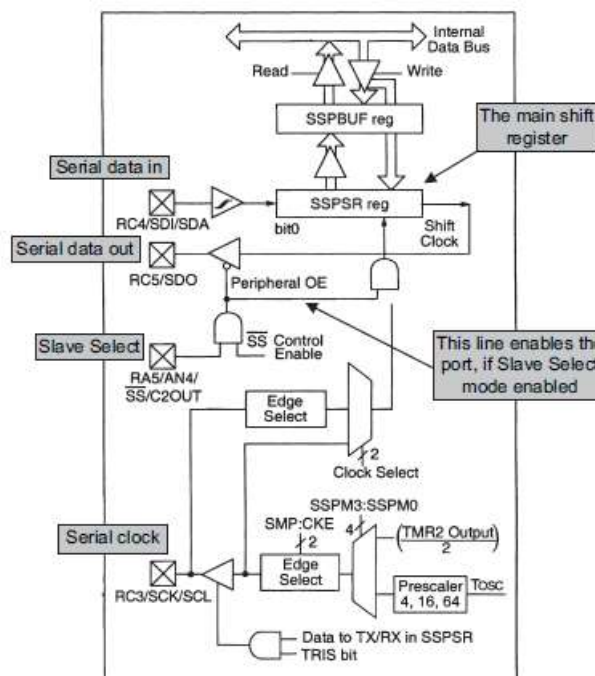 Internal
Data Bus
Read
Write
SSPBUF reg
The main shift
register
Serial data in
SSPSR reg
RC4/SDI/SDA
bit0
Shift
Clock
Serial data out
Peripheral OE
RC5/SDO
Slave Select
SS Control
Enable
This line enables the
port, if Slave Select
mode enabled
RA5/AN4/
SS/C2OUT
Edge
Select
2
Clock Select
SSPM3:SSPM0
Serial clock
SMP:CKE
4
TMR2 Output
2
2
Edge
Select
RC3/SCK/SCL
Prescaler
4, 16, 64
TOSC
Data to TX/RX in SSPSR
TRIS bit